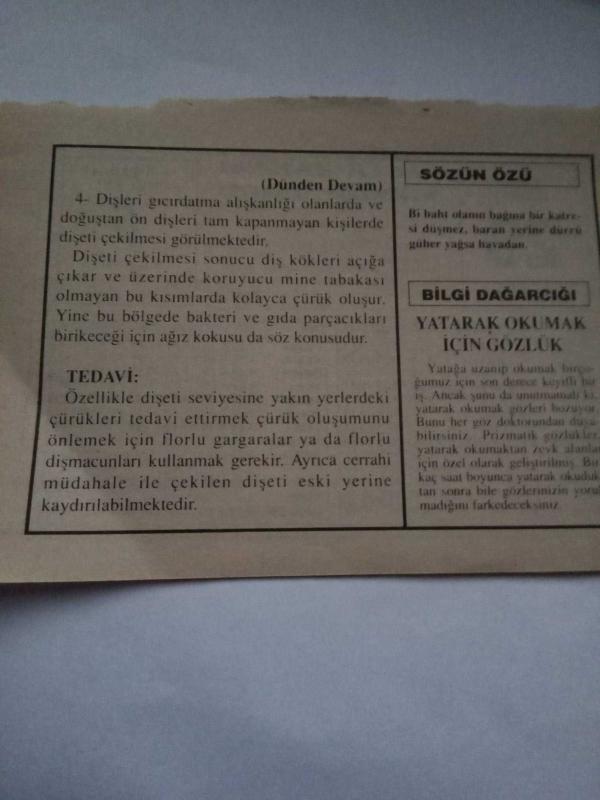 (Dünden Devam)
4- Dişleri gıcırdatma alışkanlığı olanlarda ve
doğuştan ön dişleri tam kapanmayan kişilerde
dişeti çekilmesi görülmektedir.
Dişeti çekilmesi sonucu diş kökleri açığa
çıkar ve üzerinde koruyucu mine tabakası
olmayan bu kısımlarda kolayca çürük oluşur.
Yine bu bölgede bakteri ve gıda parçacıkları
birikeceği için ağız kokusu da söz konusudur.
TEDAVİ:
Özellikle dişeti seviyesine yakın yerlerdeki
çürükleri tedavi ettirmek çürük oluşumunu
önlemek için florlu gargaralar ya da florlu
dişmacunları kullanmak gerekir. Ayrıca cerrahi
müdahale ile çekilen dişeti eski yerine
kaydırılabilmektedir.
SÖZÜN ÖZÜ
Bi baht olanın bağına bir katre-
si düşmez, baran yerine dürrü
güher yağsa havadan.
BİLGİ DAĞARCIĞI
YATARAK OKUMAK
İÇİN GÖZLÜK
Yatağa uzanıp okumak birço-
ğumuz için son derece keyifli bir
iş. Ancak şunu da unutmamalı ki,
yatarak okumak gözleri bozuyor.
Bunu her göz doktorundan duya-
bilirsiniz. Prizmatik gözlükler,
yatarak okumaktan zevk alanlar
için özel olarak geliştirilmiş. Bir
kaç saat boyunca yatarak okuduk-
tan sonra bile gözlerinizin yorul-
madığını farkedeceksiniz.